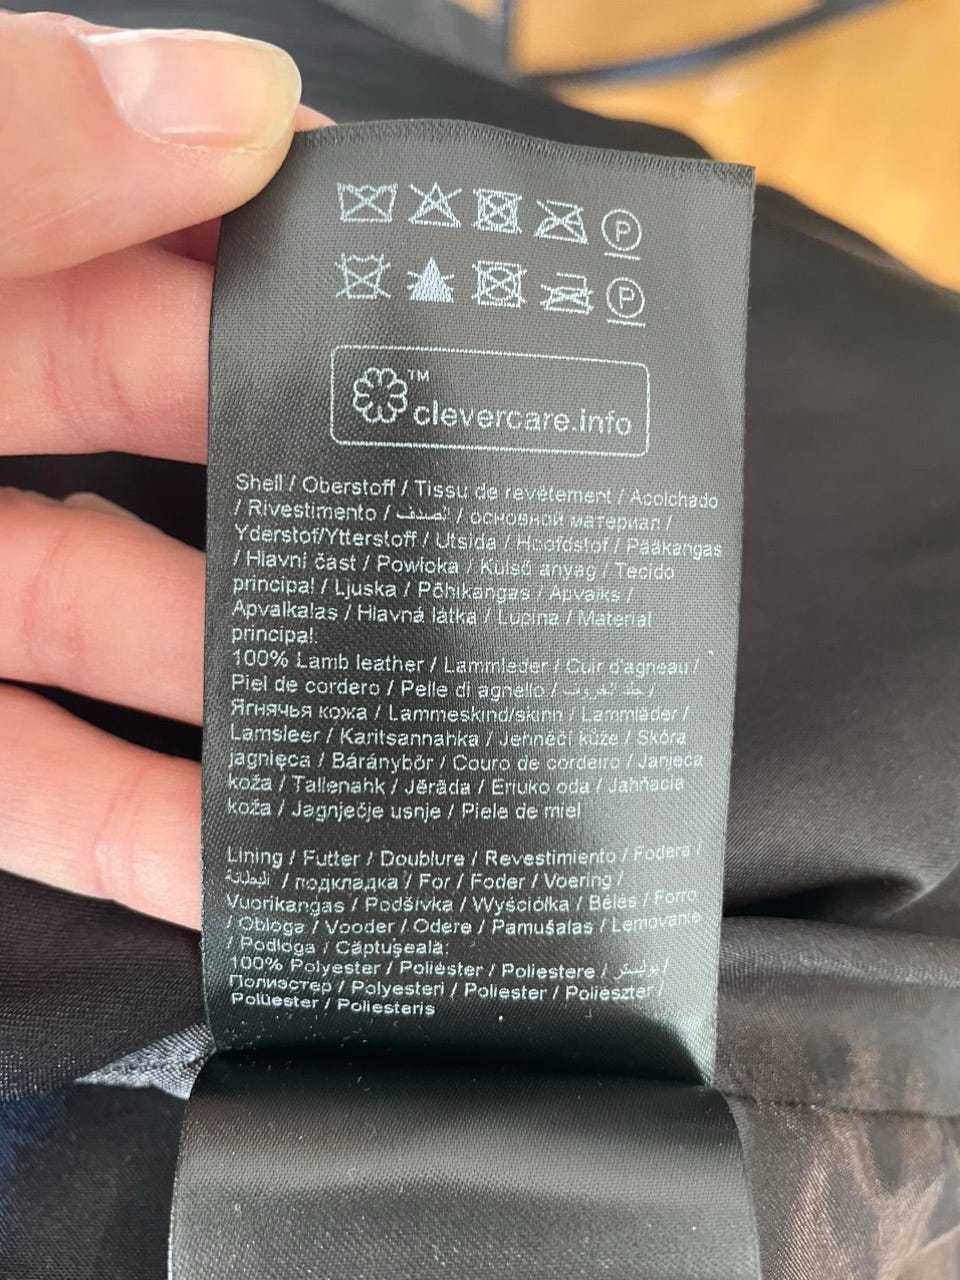 P
P
™ clevercare.info
Shell / Oberstoff / Tissu de revêtement / Acolchado
/ Rivestimento / الصدف / основной материал /
Yderstof/Ytterstoff / Utsida / Hoofdstof / Pääkangas
/ Hlavní část / Powłoka / Külső anyag / Tecido
principal / Ljuska / Põhikangas / Apvalks /
Apvalkalas / Hlavná látka / Lupina / Material
principal:
100% Lamb leather / Lammleder / Cuir d'agneau /
Piel de cordero / Pelle di agnello / جلد الخروف /
Ягнячья кожа / Lammeskind/skinn / Lammläder /
Lamsleer / Karitsannahka / Jehněčí kůže / Skóra
jagnięca / Báránybőr / Couro de cordeiro / Janjeća
koža / Tallenahk / Jērāda / Ėriuko oda / Jahňacia
koža / Jagnječje usnje / Piele de miel
Lining / Futter / Doublure / Revestimiento / Fodera /
البطانة / подкладка / For / Foder / Voering /
Vuorikangas / Podšívka / Wyściółka / Bélés / Forro
/ Obloga / Vooder / Odere / Pamušalas / Lemovanie
/ Podloga / Căptuşeală:
100% Polyester / Poliéster / Poliestere / بوليستر /
Полиэстер / Polyesteri / Poliester / Poliészter /
Polüester / Poliesteris